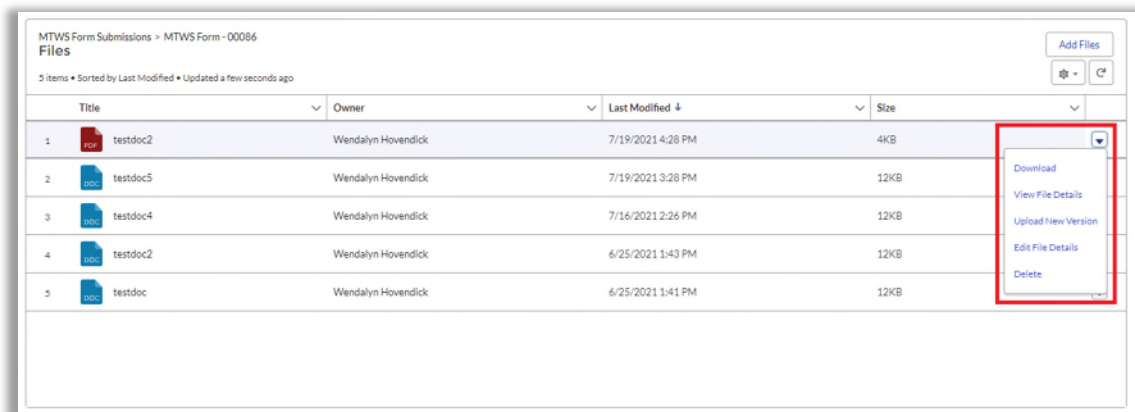 MTWS Form Submissions > MTWS Form - 00086
Files
Add Files
5 items • Sorted by Last Modified • Updated a few seconds ago
Title Owner Last Modified ↓ Size
1 PDF testdoc2 Wendalyn Hovendick 7/19/2021 4:28 PM 4KB
2 DOC testdoc5 Wendalyn Hovendick 7/19/2021 3:28 PM 12KB
3 DOC testdoc4 Wendalyn Hovendick 7/16/2021 2:26 PM 12KB
4 DOC testdoc2 Wendalyn Hovendick 6/25/2021 1:43 PM 12KB
5 DOC testdoc Wendalyn Hovendick 6/25/2021 1:41 PM 12KB
Download
View File Details
Upload New Version
Edit File Details
Delete